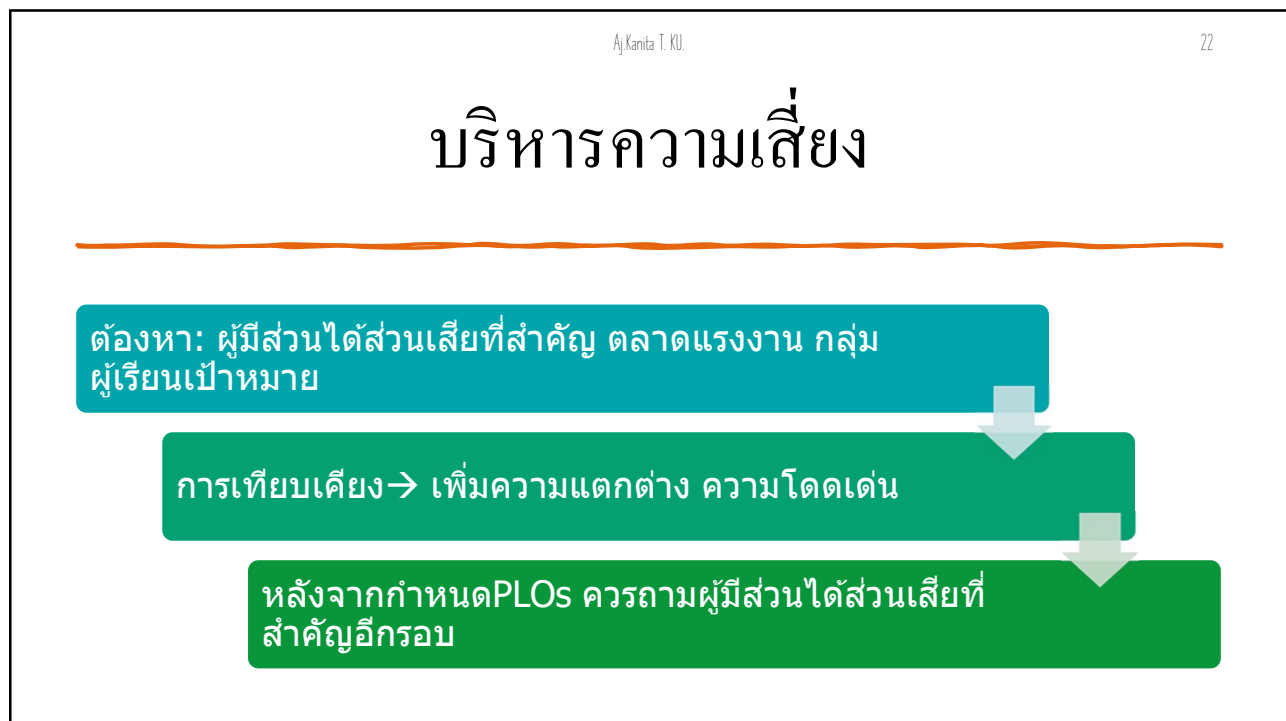 Aj.Kanita T. KU.
22
บริหารความเสี่ยง
ต้องหา: ผู้มีส่วนได้ส่วนเสียที่สำคัญ ตลาดแรงงาน กลุ่ม
ผู้เรียนเป้าหมาย
การเทียบเคียง→ เพิ่มความแตกต่าง ความโดดเด่น
หลังจากกำหนดPLOs ควรถามผู้มีส่วนได้ส่วนเสียที่
สำคัญอีกรอบ